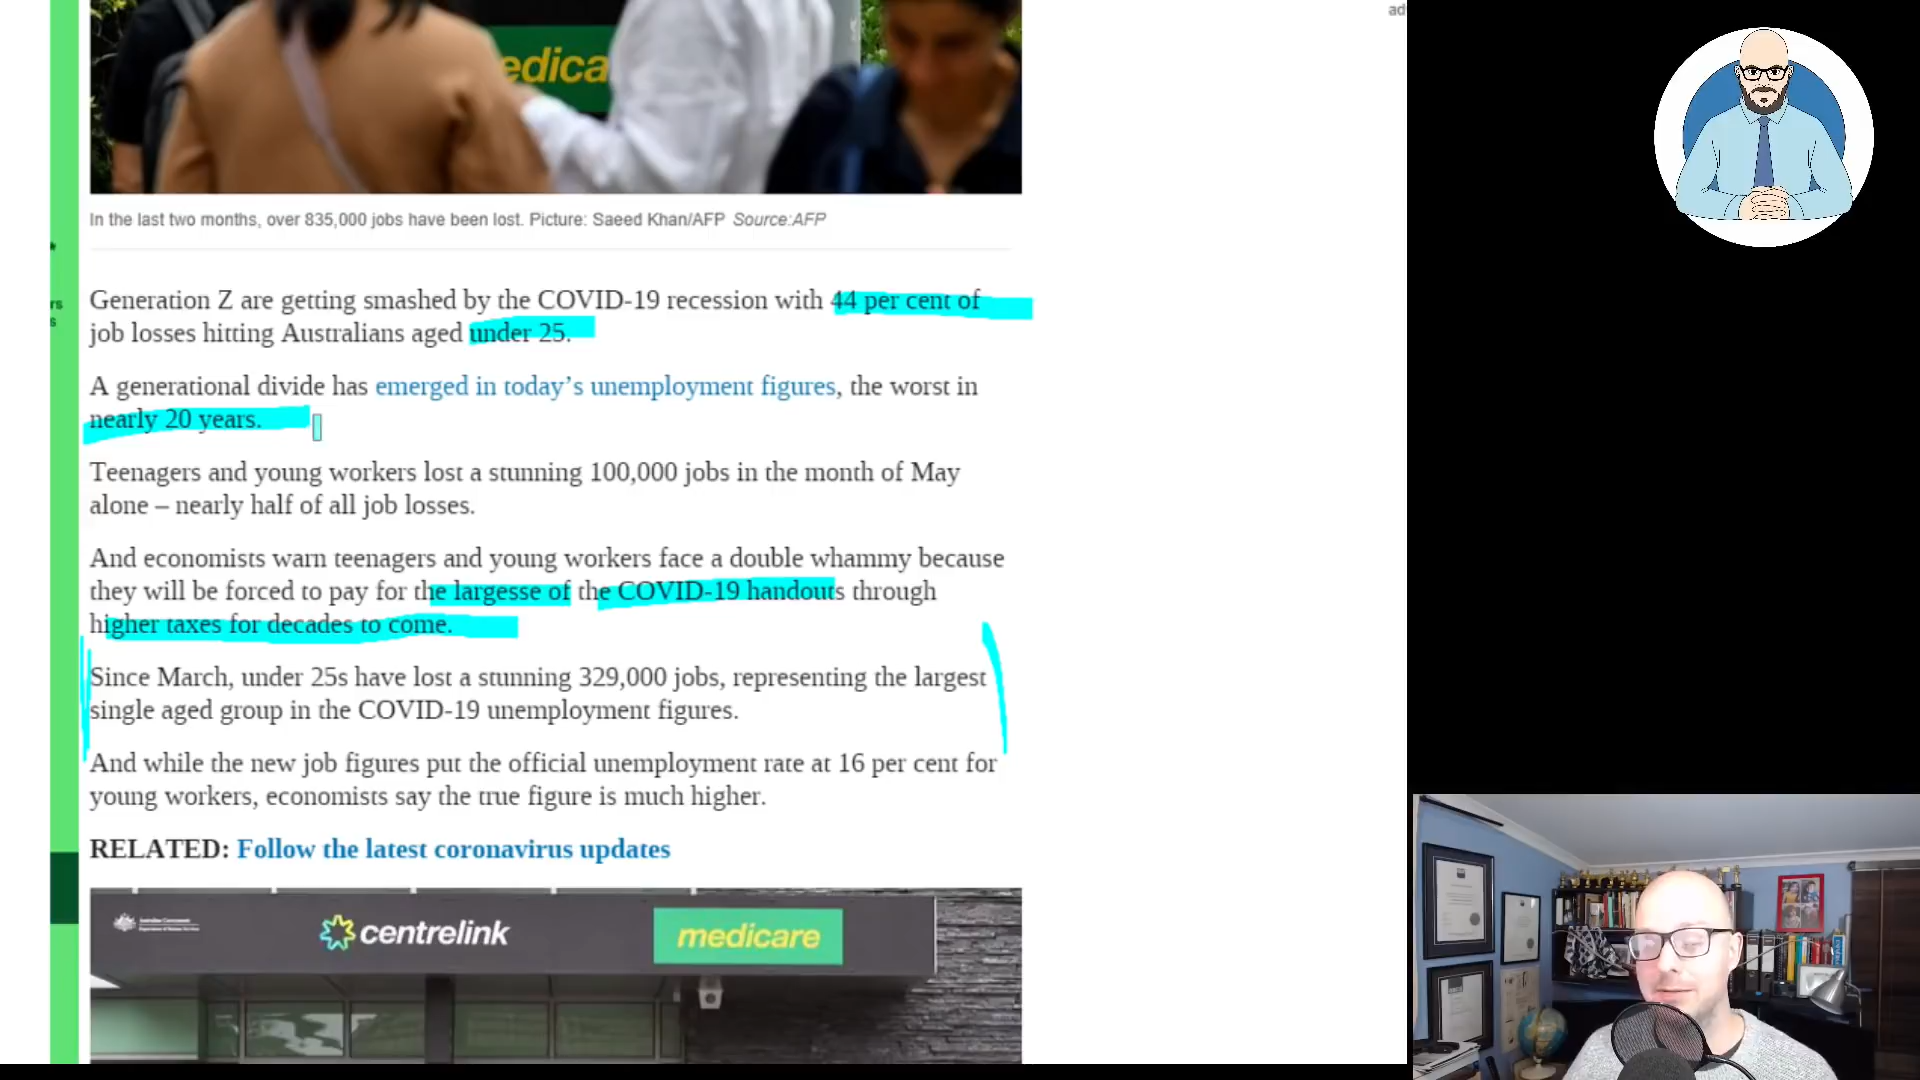 ad
edica
In the last two months, over 835,000 jobs have been lost. Picture: Saeed Khan/AFP Source:AFP
rs
s
Generation Z are getting smashed by the COVID-19 recession with 44 per cent of
job losses hitting Australians aged under 25.
A generational divide has emerged in today’s unemployment figures, the worst in
nearly 20 years.
Teenagers and young workers lost a stunning 100,000 jobs in the month of May
alone – nearly half of all job losses.
And economists warn teenagers and young workers face a double whammy because
they will be forced to pay for the largesse of the COVID-19 handouts through
higher taxes for decades to come.
Since March, under 25s have lost a stunning 329,000 jobs, representing the largest
single aged group in the COVID-19 unemployment figures.
And while the new job figures put the official unemployment rate at 16 per cent for
young workers, economists say the true figure is much higher.
RELATED: Follow the latest coronavirus updates
Australian Government
centrelink
medicare